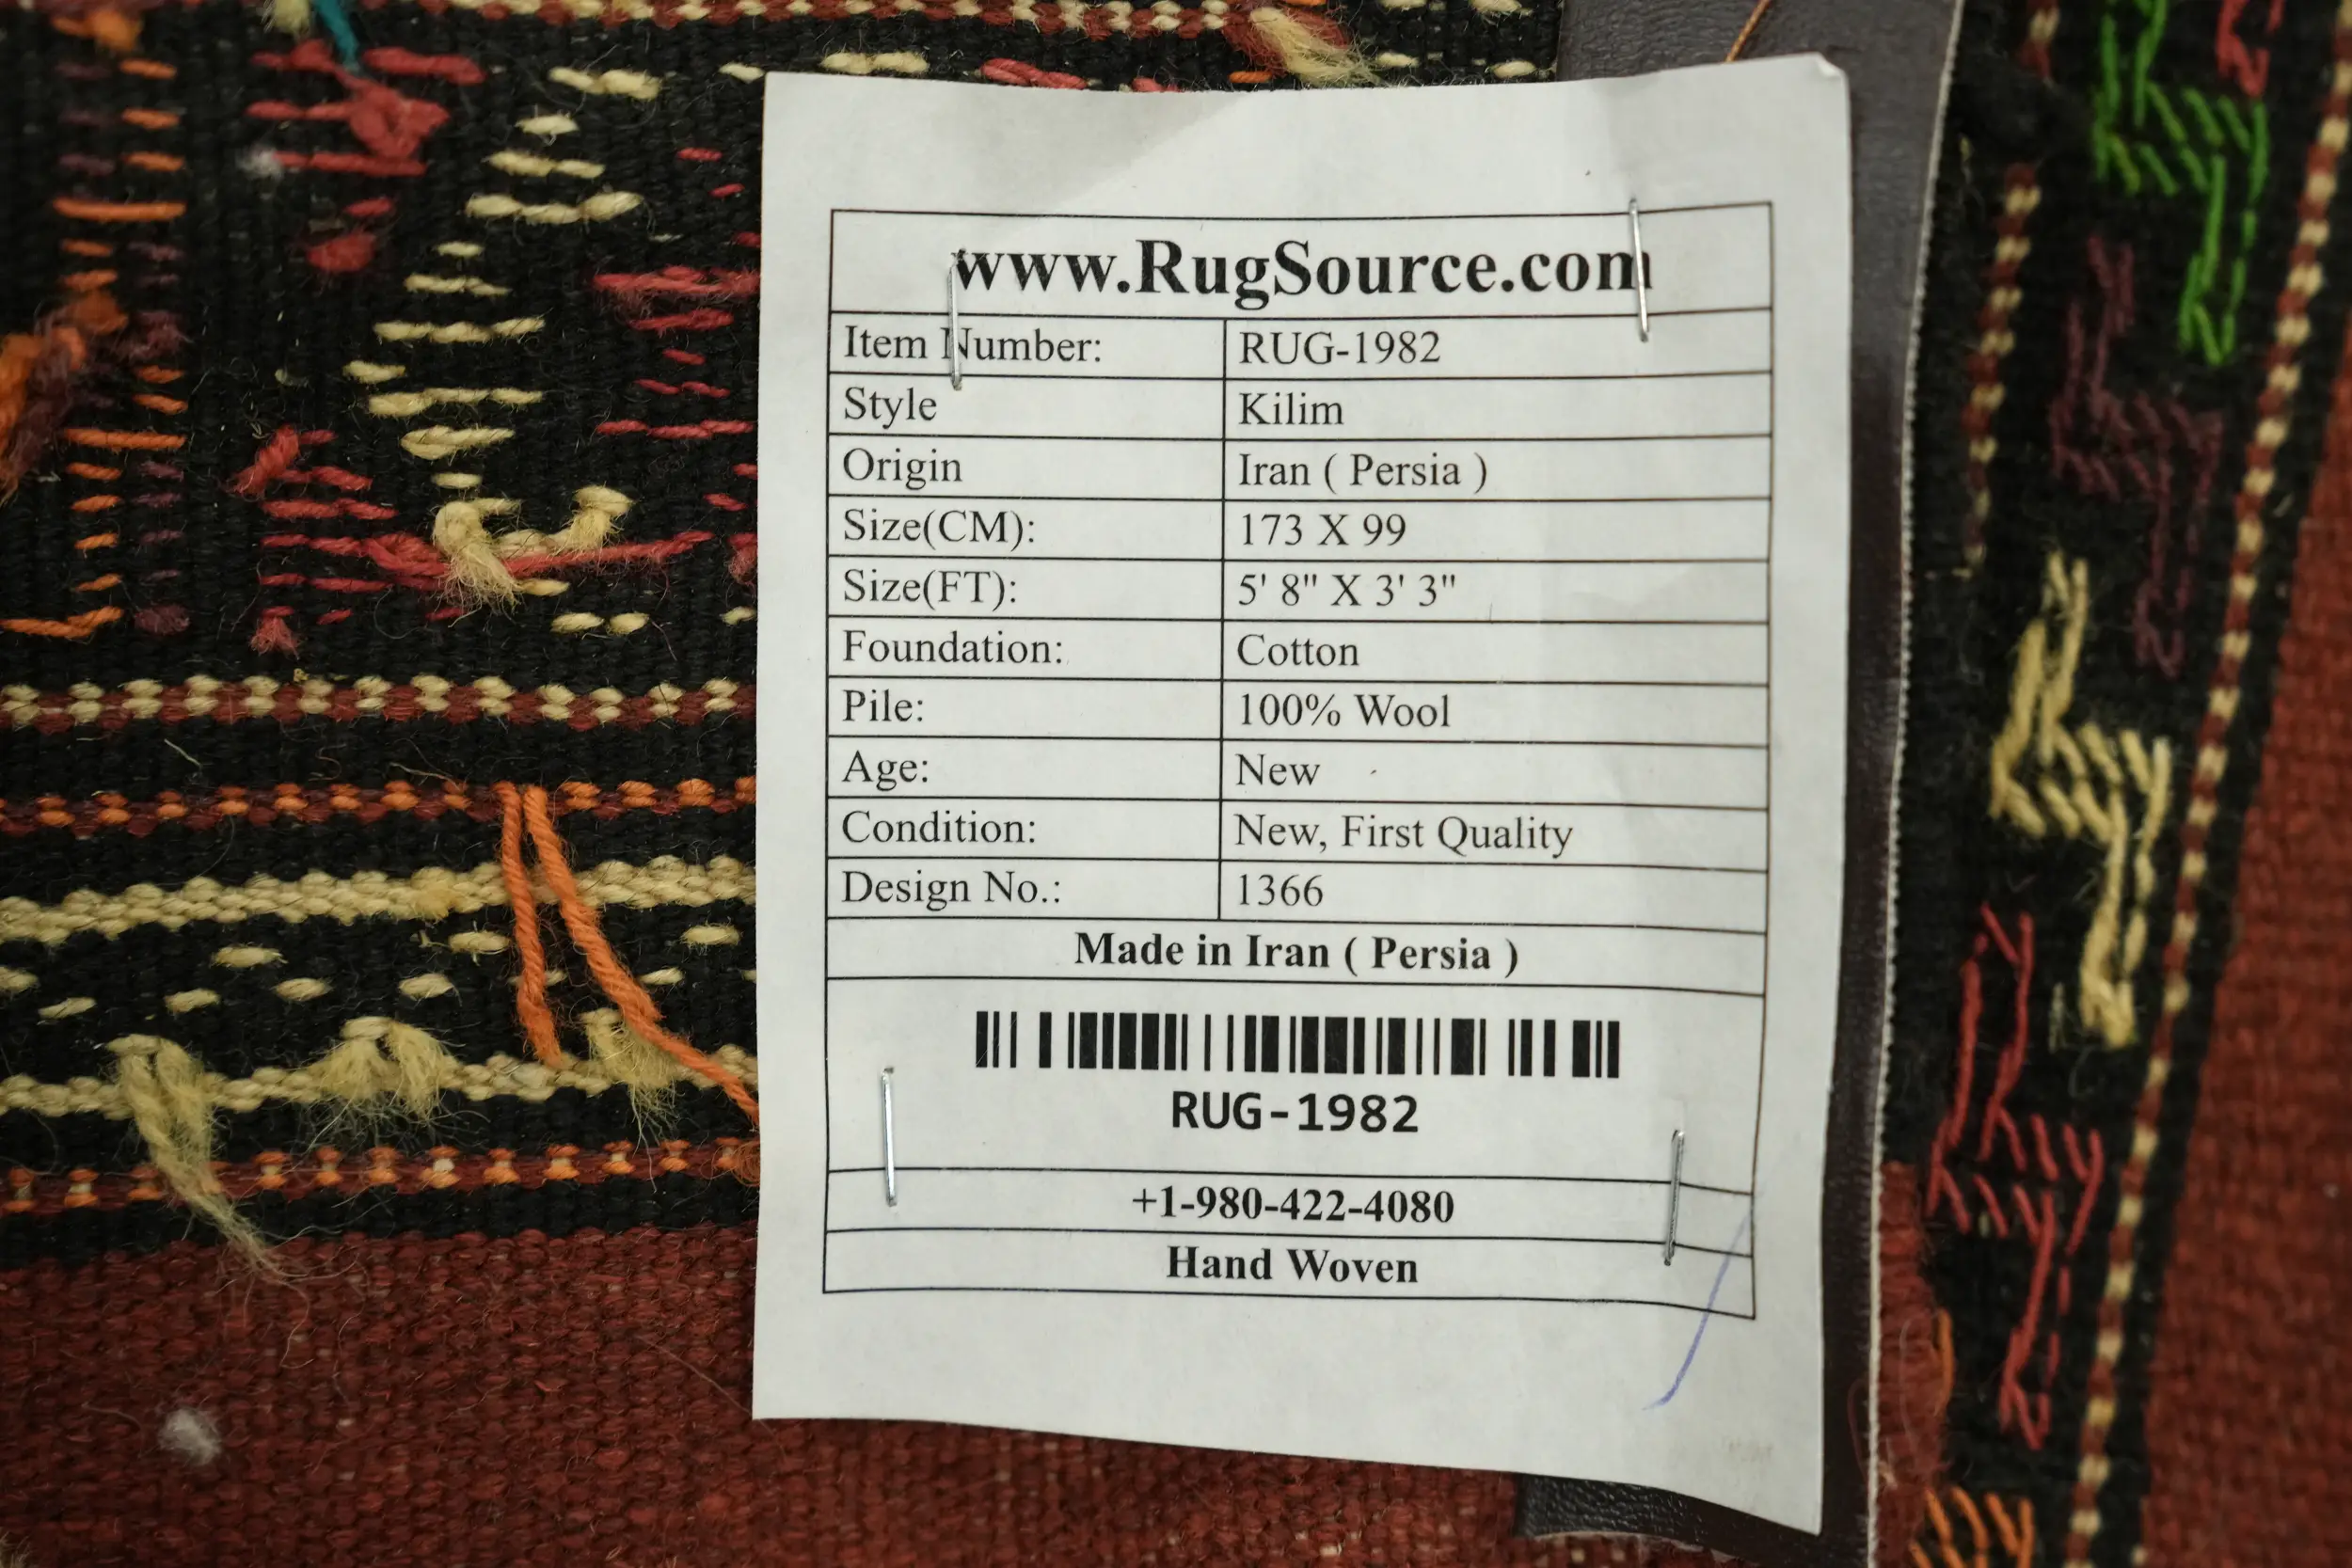 www.RugSource.com
Item Number: RUG-1982
Style Kilim
Origin Iran ( Persia )
Size(CM): 173 X 99
Size(FT): 5' 8" X 3' 3"
Foundation: Cotton
Pile: 100% Wool
Age: New
Condition: New, First Quality
Design No.: 1366
Made in Iran ( Persia )
RUG-1982
+1-980-422-4080
Hand Woven